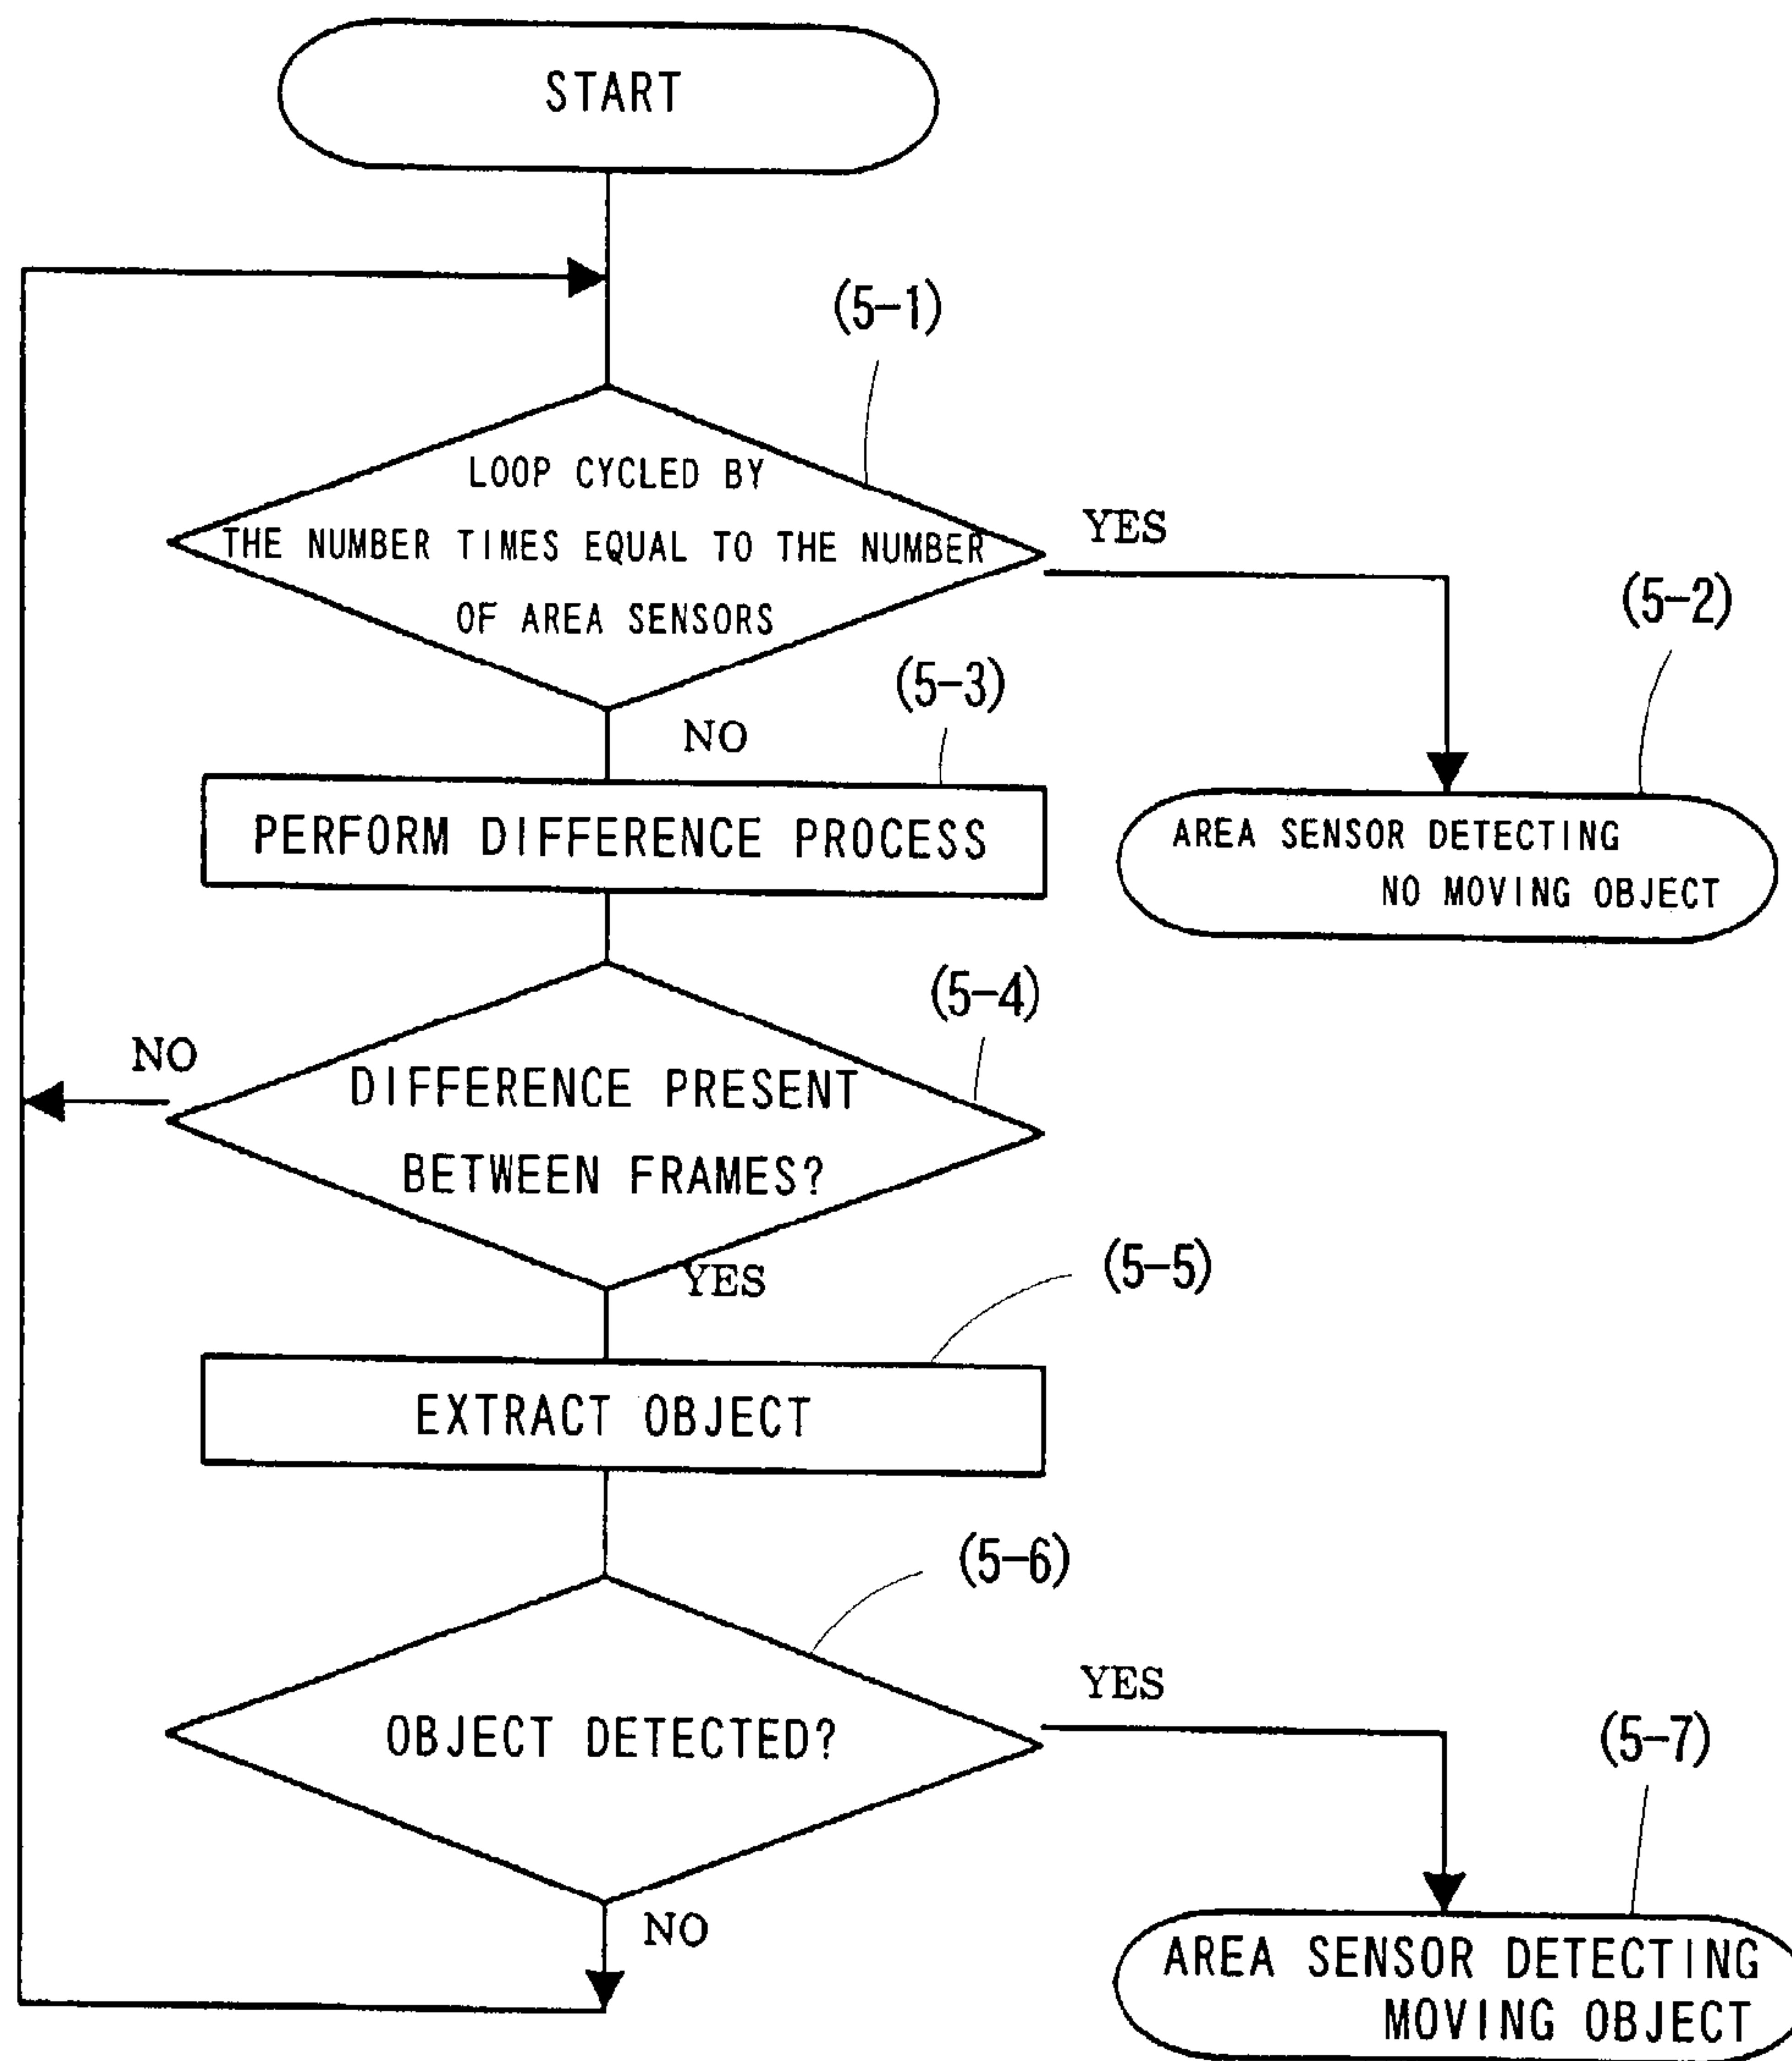 START
(5-1)
LOOP CYCLED BY
THE NUMBER TIMES EQUAL TO THE NUMBER
OF AREA SENSORS
YES
(5-2)
(5-3)
NO
PERFORM DIFFERENCE PROCESS
AREA SENSOR DETECTING
NO MOVING OBJECT
(5-4)
NO
DIFFERENCE PRESENT
BETWEEN FRAMES?
YES
(5-5)
EXTRACT OBJECT
(5-6)
YES
OBJECT DETECTED?
(5-7)
NO
AREA SENSOR DETECTING
MOVING OBJECT